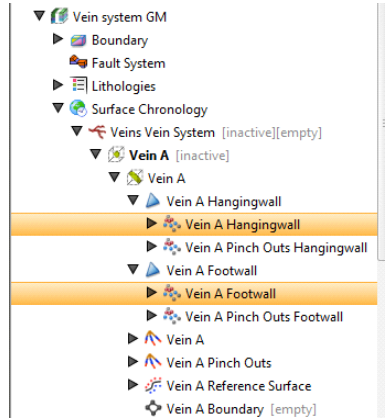 Vein system GM
Boundary
Fault System
Lithologies
Surface Chronology
Veins Vein System [inactive][empty]
Vein A [inactive]
Vein A
Vein A Hangingwall
Vein A Hangingwall
Vein A Pinch Outs Hangingwall
Vein A Footwall
Vein A Footwall
Vein A Pinch Outs Footwall
Vein A
Vein A Pinch Outs
Vein A Reference Surface
Vein A Boundary [empty]